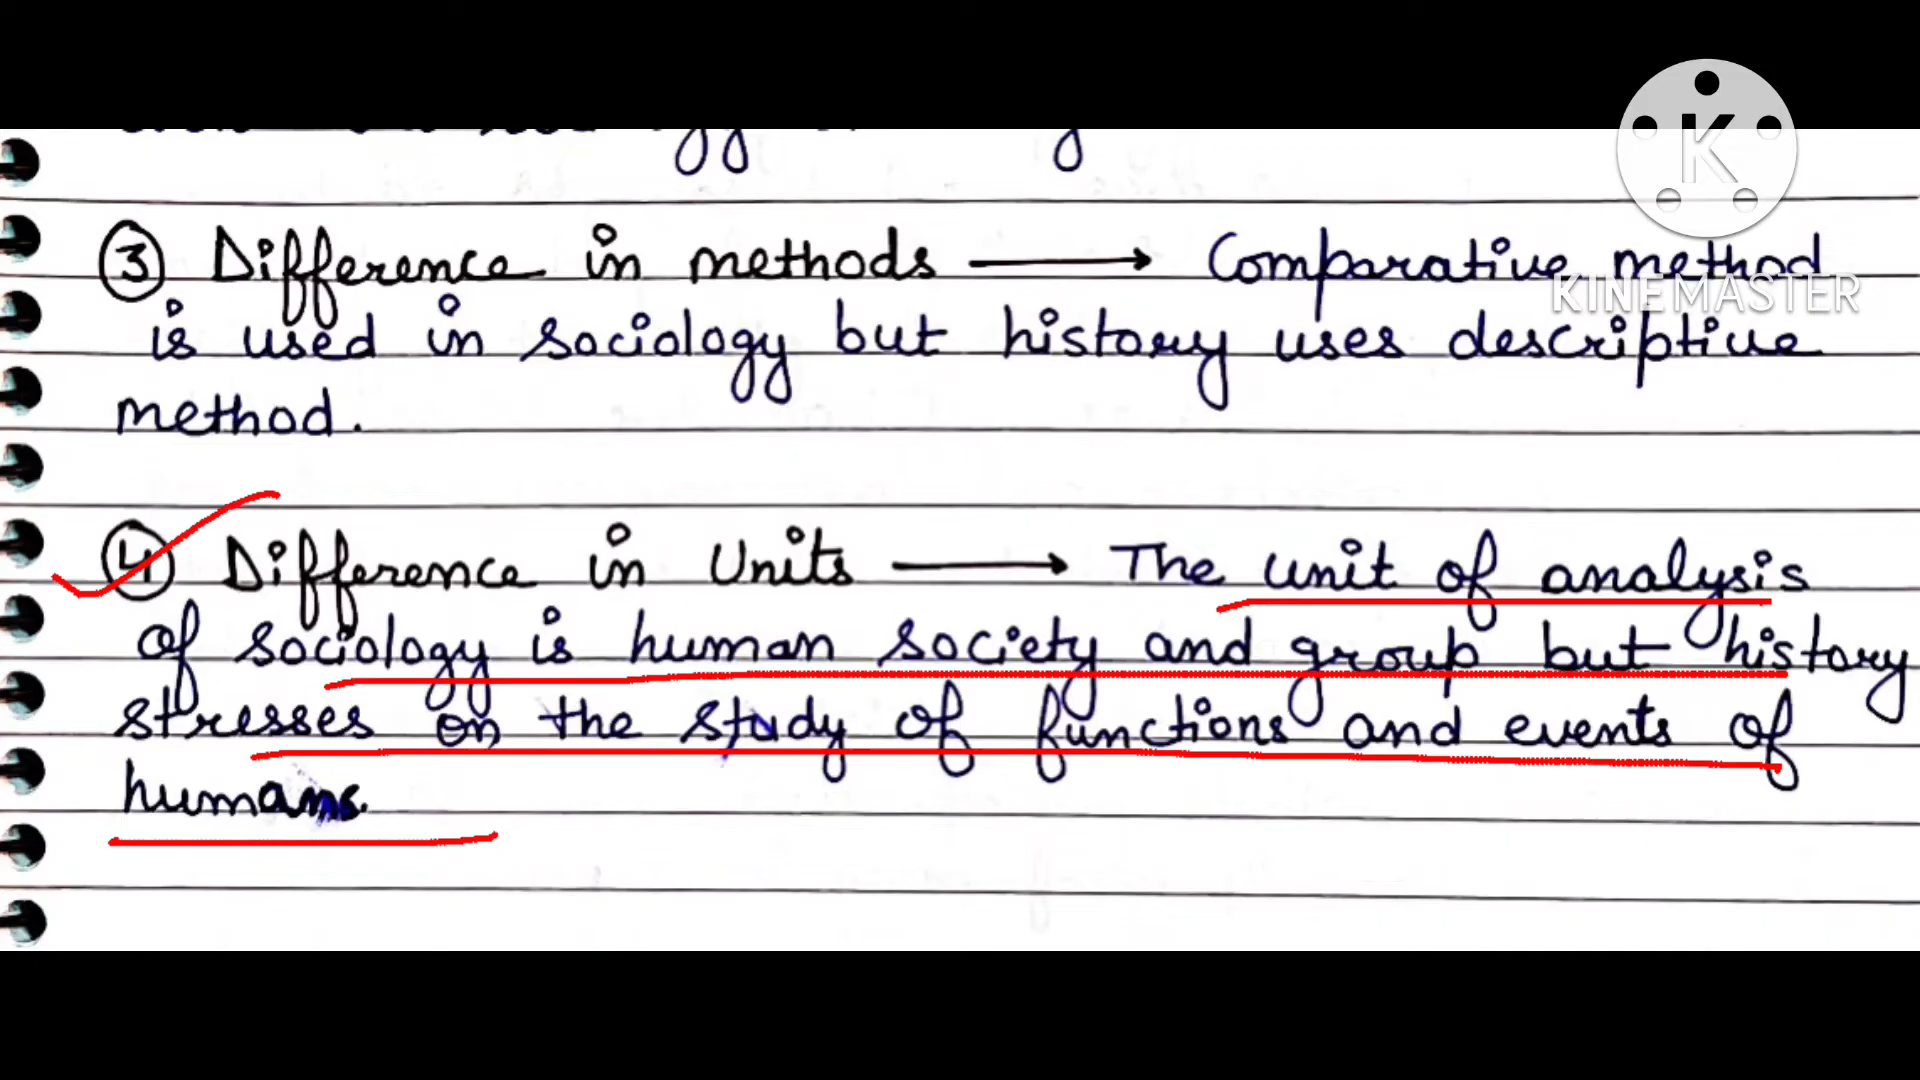 ③ Difference in methods → Comparative method
is used in sociology but history uses descriptive
method.
④ Difference in Units → The unit of analysis
of sociology is human society and group but history
stresses on the study of functions and events of
humans.
K
KINEMASTER